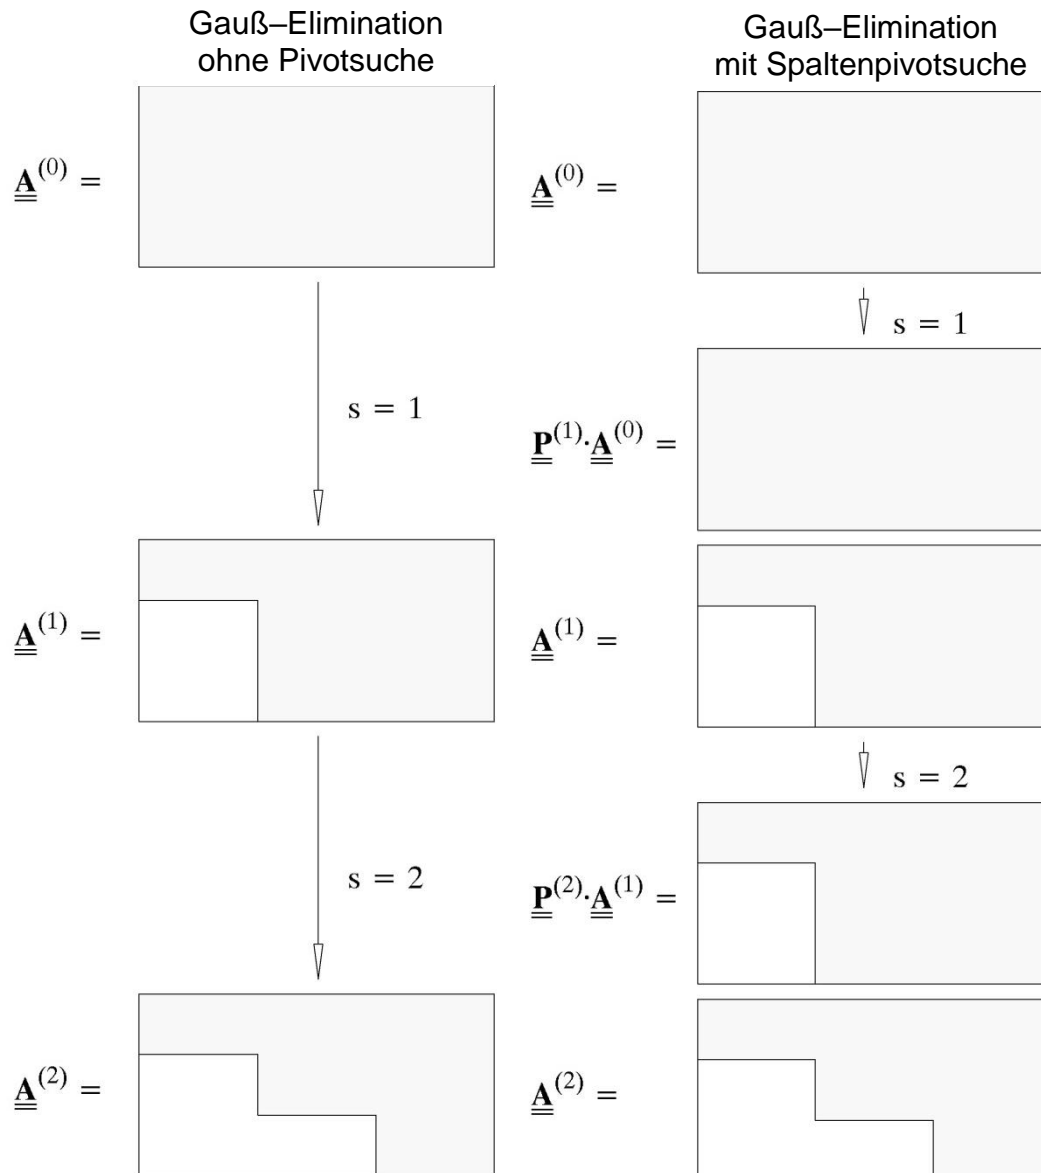 Gauß–Elimination
ohne Pivotsuche
Gauß–Elimination
mit Spaltenpivotsuche
A^(0) =
A^(0) =
s = 1
s = 1
P^(1)·A^(0) =
A^(1) =
A^(1) =
s = 2
s = 2
P^(2)·A^(1) =
A^(2) =
A^(2) =